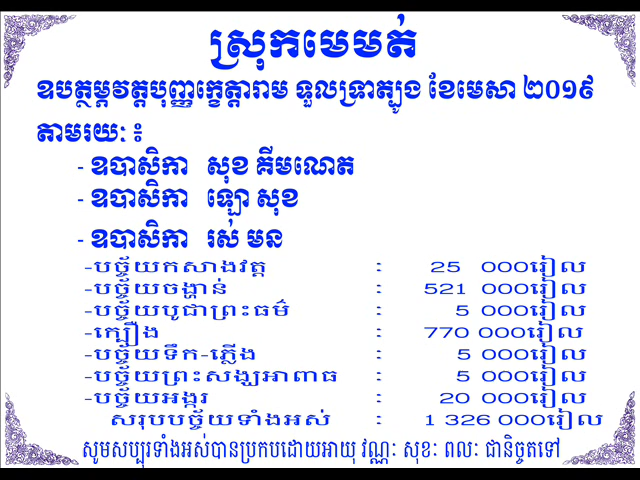 ស្រុកមេមត់
ឧបត្ថម្ភវត្តបុញ្ញក្ខេត្តារាម ទួលទ្រាត្បូង ខែមេសា ២០១៩
តាមរយៈ ៖
- ឧបាសិកា សុខ គីមណេត
- ឧបាសិកា ឡោ សុខ
- ឧបាសិកា រស់ មន
-បច្ច័យកសាងវត្ត : 25 000រៀល
-បច្ច័យចង្ហាន់ : 521 000រៀល
-បច្ច័យបូជាព្រះធម៌ : 5 000រៀល
-ក្បឿង : 770 000រៀល
-បច្ច័យទឹក-ភ្លើង : 5 000រៀល
-បច្ច័យព្រះសង្ឃអាពាធ : 5 000រៀល
-បច្ច័យអង្ករ : 20 000រៀល
សរុបបច្ច័យទាំងអស់ : 1 326 000រៀល
សូមសប្បុរទាំងអស់បានប្រកបដោយអាយុ វណ្ណៈ សុខៈ ពលៈ ជានិច្ចតទៅ